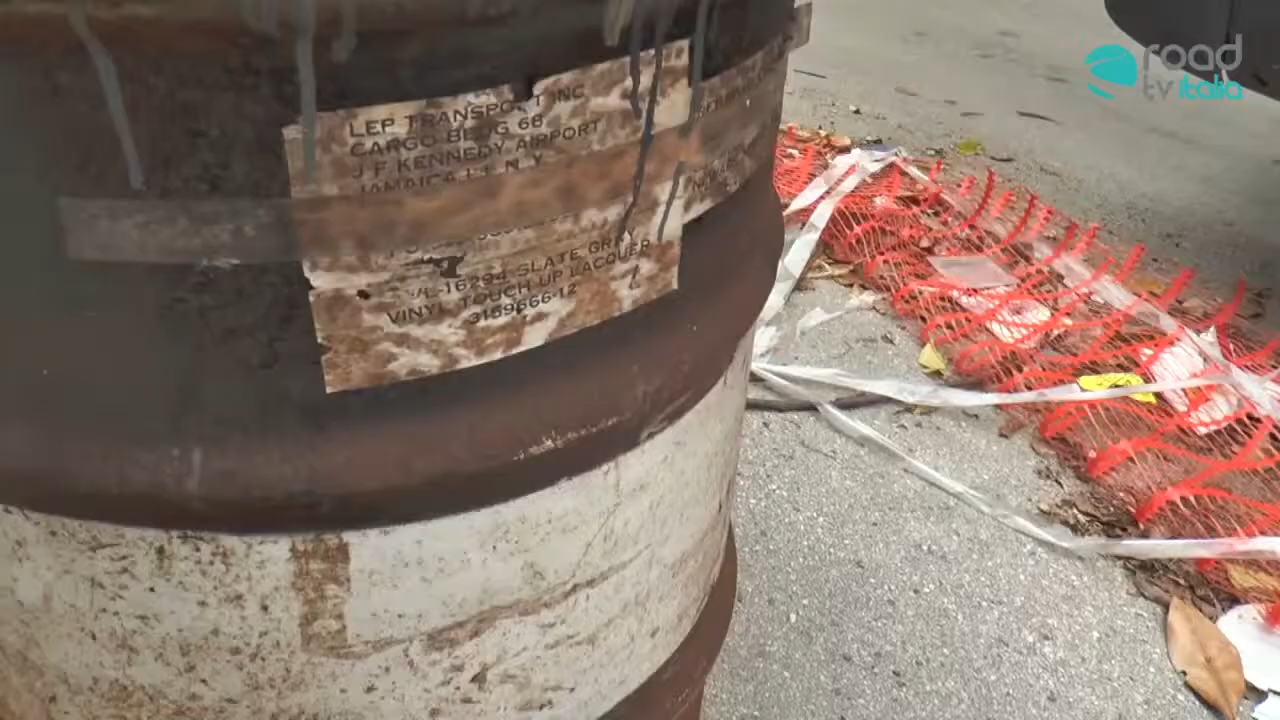 road
tv italia
LEP TRANSPORT INC
CARGO BLDG 68
J F KENNEDY AIRPORT
JAMAICA L I, N Y
16294 SLATE GRAY
VINYL TOUCH UP LACQUER
3159666-12